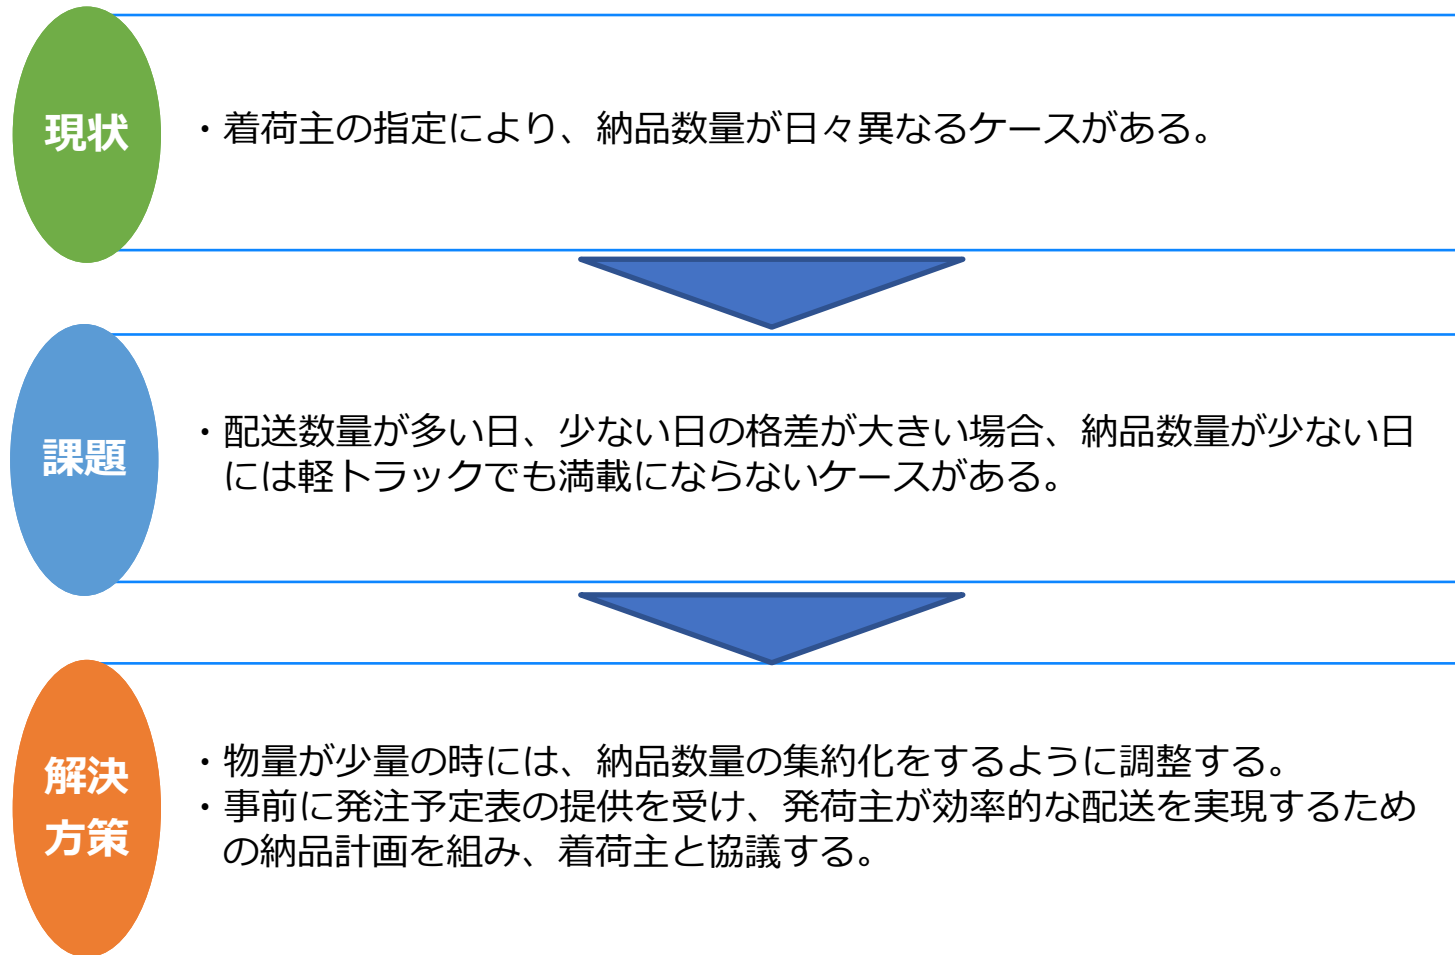 現状
・着荷主の指定により、納品数量が日々異なるケースがある。
課題
・配送数量が多い日、少ない日の格差が大きい場合、納品数量が少ない日
には軽トラックでも満載にならないケースがある。
解決
方策
・物量が少量の時には、納品数量の集約化をするように調整する。
・事前に発注予定表の提供を受け、発荷主が効率的な配送を実現するため
の納品計画を組み、着荷主と協議する。